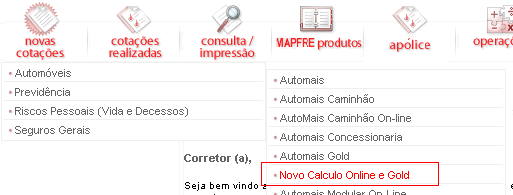 novas
cotações
cotações
realizadas
consulta /
impressão
MAPFRE produtos
apólice
operaçõ
Automóveis
Previdência
Riscos Pessoais (Vida e Decessos)
Seguros Gerais
Automais
Automais Caminhão
AutoMais Caminhão On-line
Automais Concessionaria
Automais Gold
Novo Calculo Online e Gold
Automais Modular On Line
Corretor (a),
Seja bem vindo a